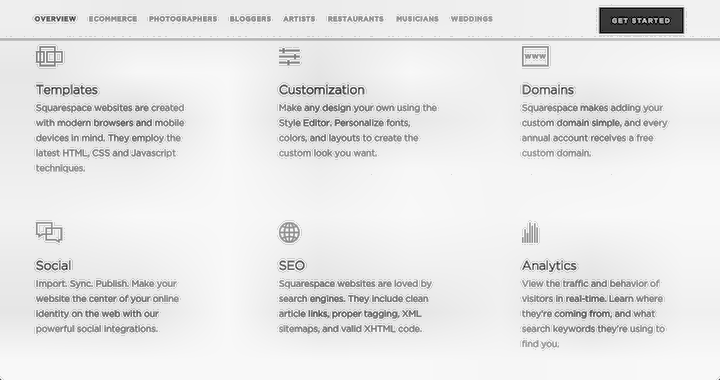 OVERVIEW ECOMMERCE PHOTOGRAPHERS BLOGGERS ARTISTS RESTAURANTS MUSICIANS WEDDINGS GET STARTED
Templates
Squarespace websites are created
with modern browsers and mobile
devices in mind. They employ the
latest HTML, CSS and Javascript
techniques.
Customization
Make any design your own using the
Style Editor. Personalize fonts,
colors, and layouts to create the
custom look you want.
WWW
Domains
Squarespace makes adding your
custom domain simple, and every
annual account receives a free
custom domain.
Social
Import. Sync. Publish. Make your
website the center of your online
identity on the web with our
powerful social integrations.
SEO
Squarespace websites are loved by
search engines. They include clean
article links, proper tagging, XML
sitemaps, and valid XHTML code.
Analytics
View the traffic and behavior of
visitors in real-time. Learn where
they're coming from, and what
search keywords they're using to
find you.